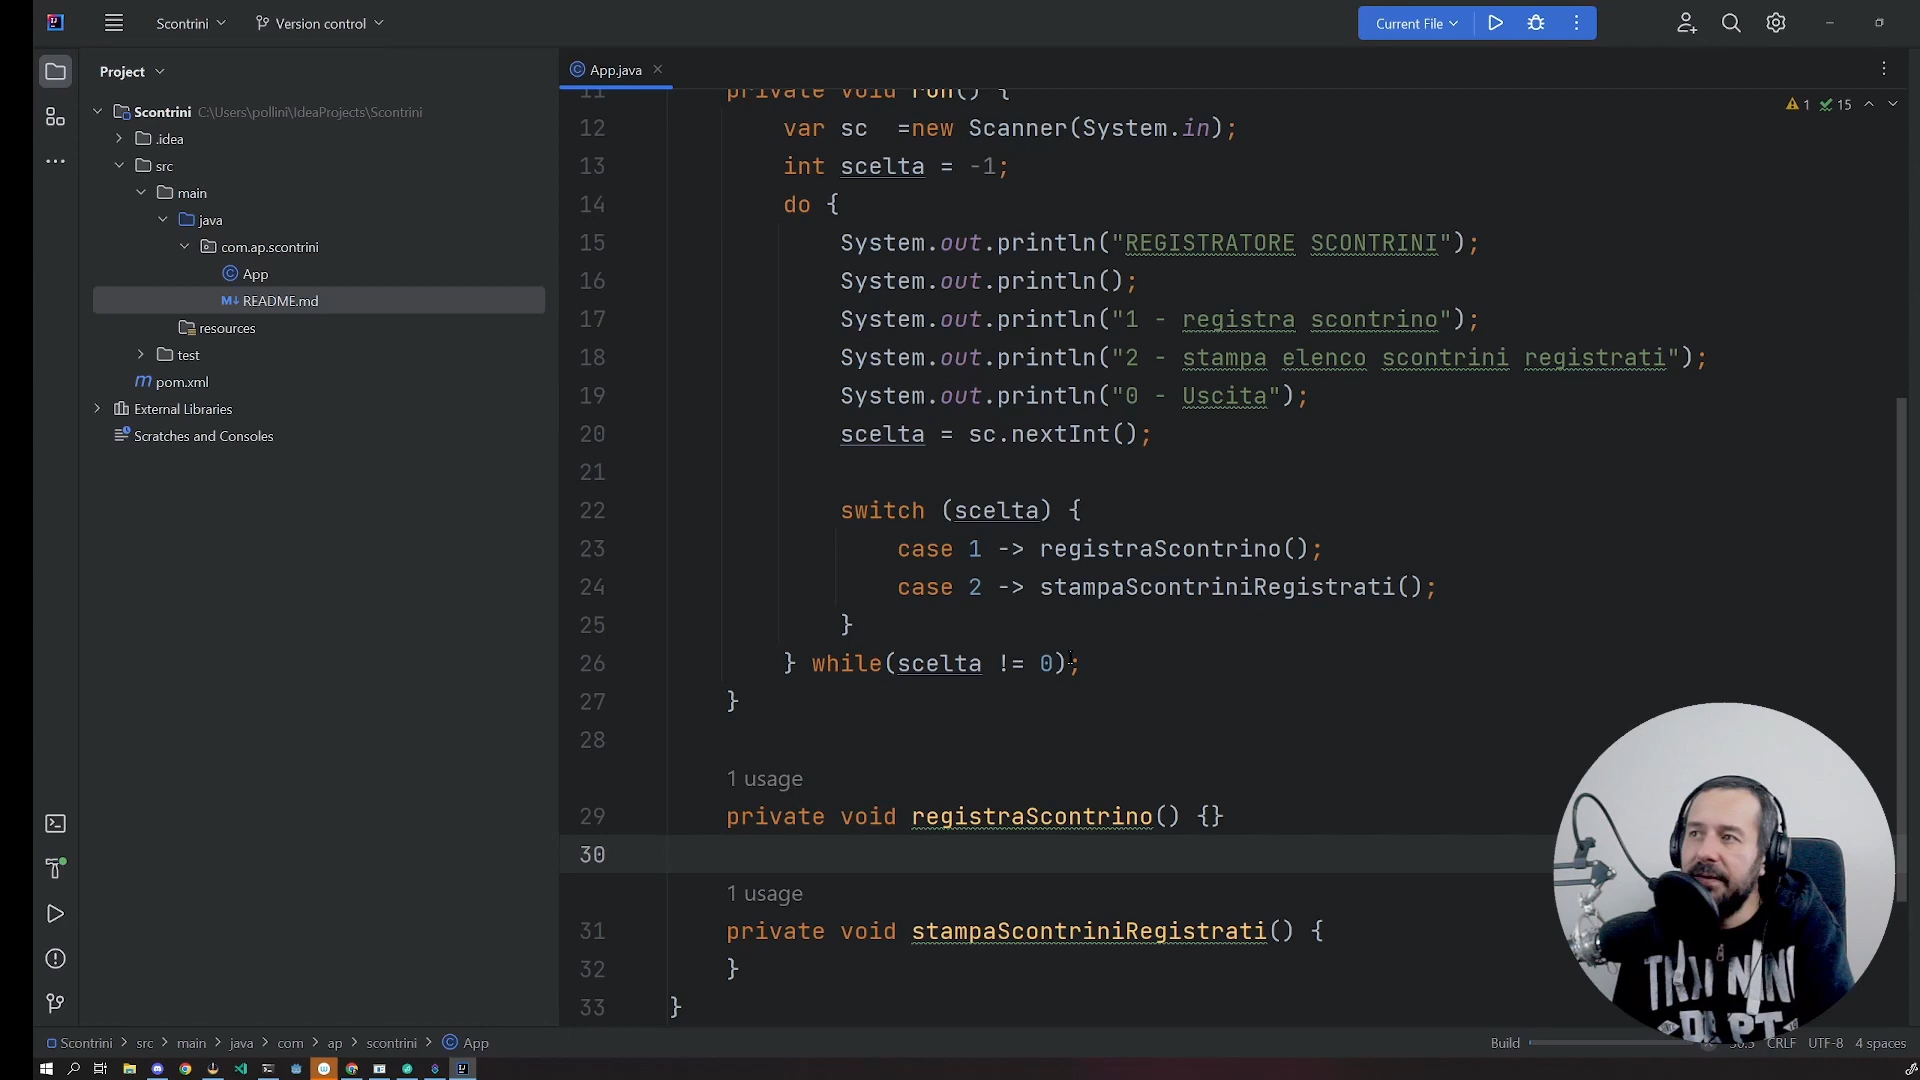 Scontrini
Version control
Current File
Project
App.java
Scontrini C:\Users\pollini\IdeaProjects\Scontrini
.idea
src
main
java
com.ap.scontrini
App
README.md
resources
test
pom.xml
External Libraries
Scratches and Consoles
1 15
11 private void run() {
12 var sc  =new Scanner(System.in);
13 int scelta = -1;
14 do {
15 System.out.println("REGISTRATORE SCONTRINI");
16 System.out.println();
17 System.out.println("1 - registra scontrino");
18 System.out.println("2 - stampa elenco scontrini registrati");
19 System.out.println("0 - Uscita");
20 scelta = sc.nextInt();
21
22 switch (scelta) {
23 case 1 -> registraScontrino();
24 case 2 -> stampaScontriniRegistrati();
25 }
26 } while(scelta != 0);
27 }
28
1 usage
29 private void registraScontrino() {}
30
1 usage
31 private void stampaScontriniRegistrati() {
32 }
33 }
Scontrini > src > main > java > com > ap > scontrini > App
Build CRLF UTF-8 4 spaces